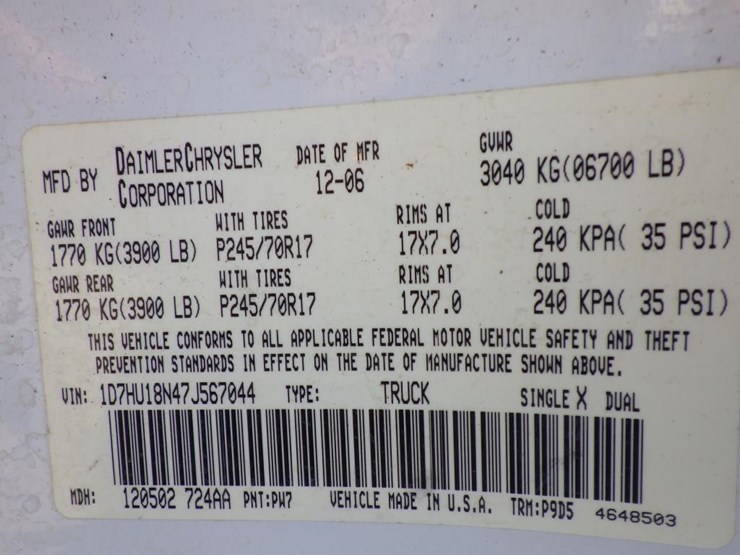 MFD BY DAIMLERCHRYSLER CORPORATION DATE OF MFR 12-06 GVWR 3040 KG(06700 LB)
GAWR FRONT WITH TIRES RIMS AT COLD
1770 KG(3900 LB) P245/70R17 17X7.0 240 KPA( 35 PSI)
GAWR REAR WITH TIRES RIMS AT COLD
1770 KG(3900 LB) P245/70R17 17X7.0 240 KPA( 35 PSI)
THIS VEHICLE CONFORMS TO ALL APPLICABLE FEDERAL MOTOR VEHICLE SAFETY AND THEFT
PREVENTION STANDARDS IN EFFECT ON THE DATE OF MANUFACTURE SHOWN ABOVE.
VIN: 1D7HU18N47J567044 TYPE: TRUCK SINGLE X DUAL
MDH: 120502 724AA PNT:PW7 VEHICLE MADE IN U.S.A. TRM:P9D5 4648503